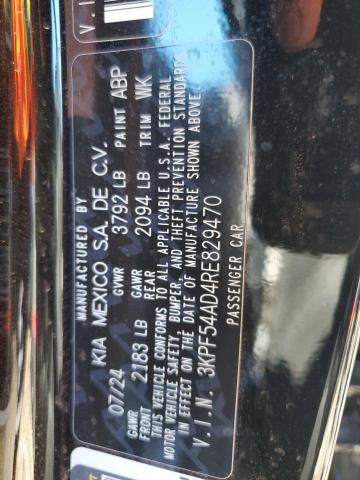 V.I
MANUFACTURED BY
KIA MEXICO S.A. DE C.V.
07/24 GVWR 3792 LB PAINT ABP
GAWR FRONT 2183 LB GAWR REAR 2094 LB TRIM WK
THIS VEHICLE CONFORMS TO ALL APPLICABLE U.S.A. FEDERAL
MOTOR VEHICLE SAFETY, BUMPER, AND THEFT PREVENTION STANDARDS
IN EFFECT ON THE DATE OF MANUFACTURE SHOWN ABOVE.
V.I.N. 3KPF54AD4RE829470
PASSENGER CAR